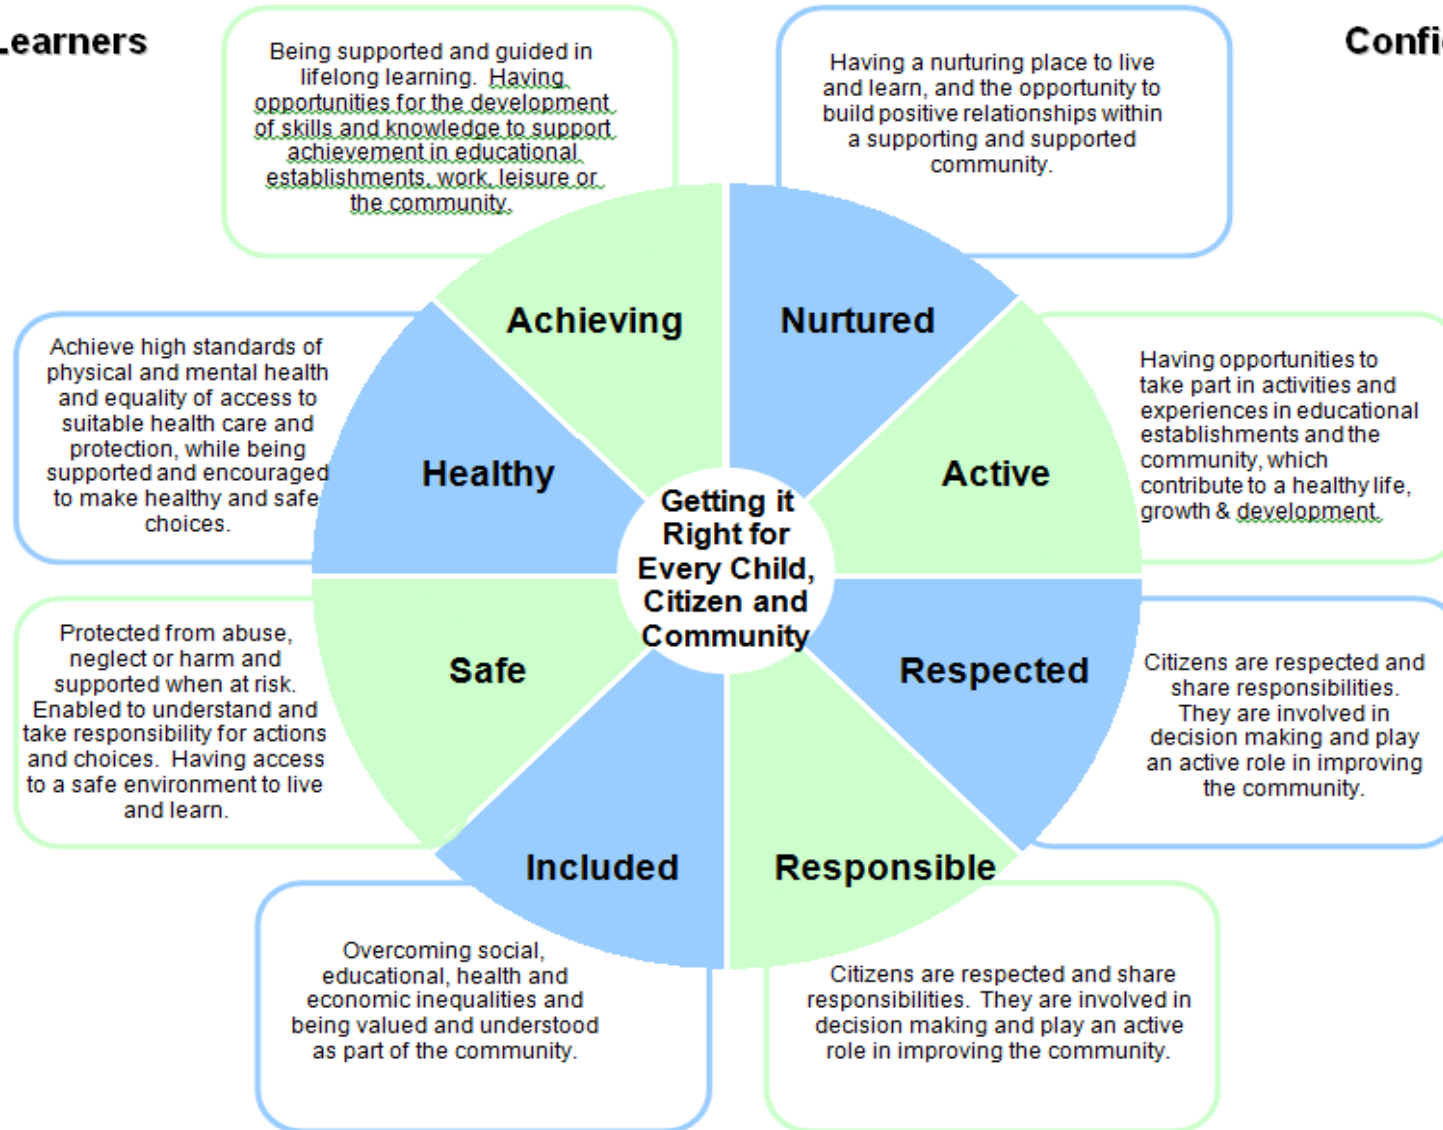 Learners
Confi
Being supported and guided in
lifelong learning. Having
opportunities for the development
of skills and knowledge to support
achievement in educational
establishments, work, leisure or
the community.
Having a nurturing place to live
and learn, and the opportunity to
build positive relationships within
a supporting and supported
community.
Achieving
Nurtured
Achieve high standards of
physical and mental health
and equality of access to
suitable health care and
protection, while being
supported and encouraged
to make healthy and safe
choices.
Healthy
Active
Having opportunities to
take part in activities and
experiences in educational
establishments and the
community, which
contribute to a healthy life,
growth & development.
Getting it
Right for
Every Child,
Citizen and
Community
Protected from abuse,
neglect or harm and
supported when at risk.
Enabled to understand and
take responsibility for actions
and choices. Having access
to a safe environment to live
and learn.
Safe
Respected
Citizens are respected and
share responsibilities.
They are involved in
decision making and play
an active role in improving
the community.
Included
Responsible
Overcoming social,
educational, health and
economic inequalities and
being valued and understood
as part of the community.
Citizens are respected and share
responsibilities. They are involved in
decision making and play an active
role in improving the community.